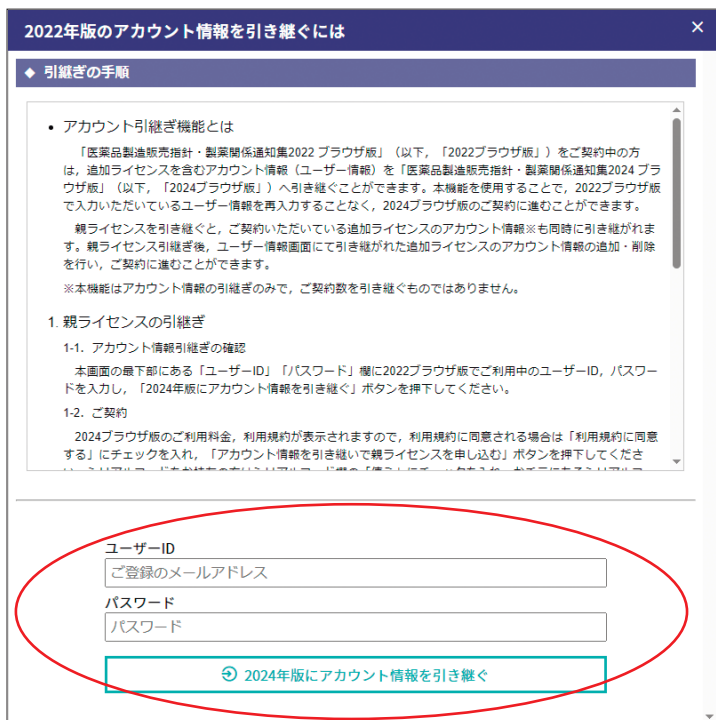 2022年版のアカウント情報を引き継ぐには ×
◆ 引継ぎの手順
• アカウント引継ぎ機能とは
「医薬品製造販売指針・製薬関係通知集2022 ブラウザ版」（以下，「2022ブラウザ版」）をご契約中の方
は，追加ライセンスを含むアカウント情報（ユーザー情報）を「医薬品製造販売指針・製薬関係通知集2024 ブラ
ウザ版」（以下，「2024ブラウザ版」）へ引き継ぐことができます。本機能を使用することで，2022ブラウザ版
で入力いただいているユーザー情報を再入力することなく，2024ブラウザ版のご契約に進むことができます。
親ライセンスを引き継ぐと，ご契約いただいている追加ライセンスのアカウント情報※も同時に引き継がれま
す。親ライセンス引継ぎ後，ユーザー情報画面にて引き継がれた追加ライセンスのアカウント情報の追加・削除
を行い，ご契約に進むことができます。
※本機能はアカウント情報の引継ぎのみで，ご契約数を引き継ぐものではありません。
1. 親ライセンスの引継ぎ
1-1．アカウント情報引継ぎの確認
本画面の最下部にある「ユーザーID」「パスワード」欄に2022ブラウザ版でご利用中のユーザーID，パスワー
ドを入力し，「2024年版にアカウント情報を引き継ぐ」ボタンを押下してください。
1-2．ご契約
2024ブラウザ版のご利用料金，利用規約が表示されますので，利用規約に同意される場合は「利用規約に同意
する」にチェックを入れ，「アカウント情報を引き継いで親ライセンスを申し込む」ボタンを押下してくださ
ユーザーID
ご登録のメールアドレス
パスワード
パスワード
2024年版にアカウント情報を引き継ぐ